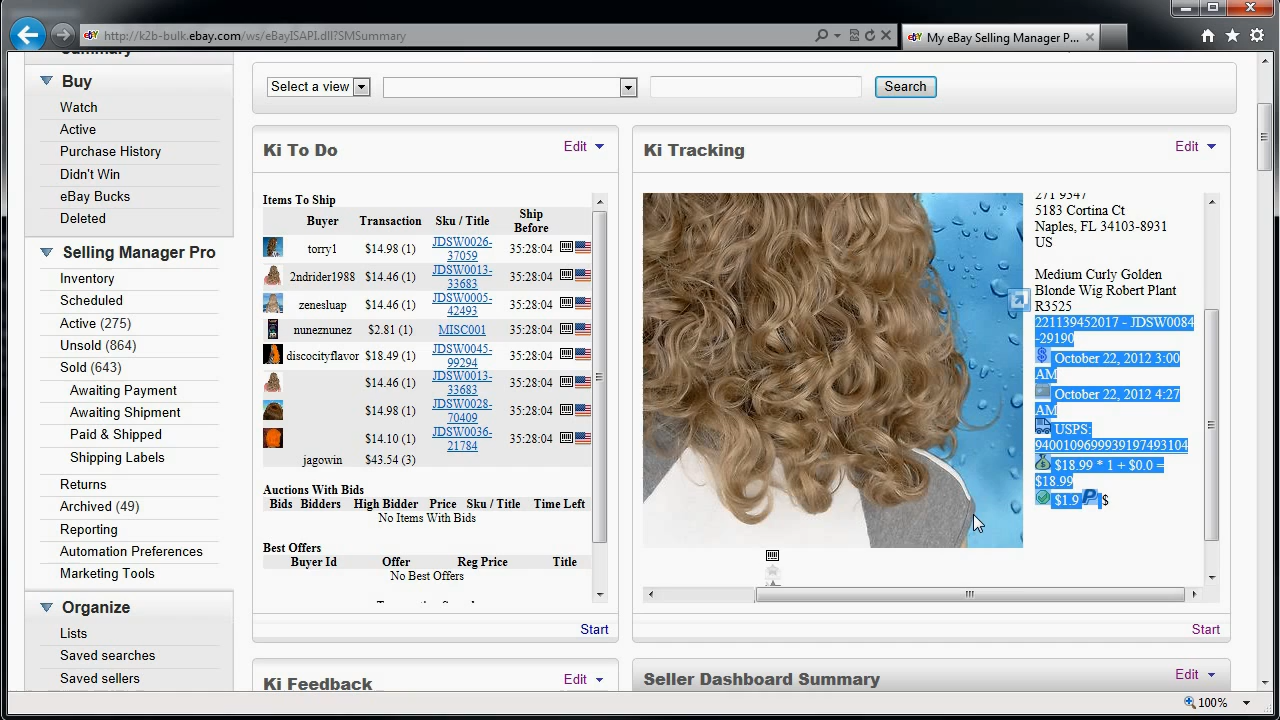 http://k2b-bulk.ebay.com/ws/eBayISAPI.dll?SMSummary
My eBay Selling Manager P...
Summary
Buy
Watch
Active
Purchase History
Didn't Win
eBay Bucks
Deleted
Selling Manager Pro
Inventory
Scheduled
Active (275)
Unsold (864)
Sold (643)
Awaiting Payment
Awaiting Shipment
Paid & Shipped
Shipping Labels
Returns
Archived (49)
Reporting
Automation Preferences
Marketing Tools
Organize
Lists
Saved searches
Saved sellers
Select a view
Search
Ki To Do
Edit
Items To Ship
Buyer Transaction Sku / Title Ship Before
torry1 $14.98 (1) JDSW0026-37059 35:28:04
2ndrider1988 $14.46 (1) JDSW0013-33683 35:28:04
zenesluap $14.46 (1) JDSW0005-42493 35:28:04
nuneznunez $2.81 (1) MISC001 35:28:04
discocityflavor $18.49 (1) JDSW0045-99294 35:28:04
$14.46 (1) JDSW0013-33683 35:28:04
$14.98 (1) JDSW0028-70409 35:28:04
$14.10 (1) JDSW0036-21784 35:28:04
jagowin $43.54 (3)
Auctions With Bids
Bids Bidders High Bidder Price Sku / Title Time Left
No Items With Bids
Best Offers
Buyer Id Offer Reg Price Title
No Best Offers
Start
Ki Tracking
Edit
271 9347
5183 Cortina Ct
Naples, FL 34103-8931
US
Medium Curly Golden
Blonde Wig Robert Plant
R3525
221139452017 - JDSW0084
-29190
October 22, 2012 3:00
AM
October 22, 2012 4:27
AM
USPS:
9400109699939197493104
$18.99 * 1 + $0.0 =
$18.99
$1.9 $
Start
Ki Feedback
Edit
Seller Dashboard Summary
Edit
100%